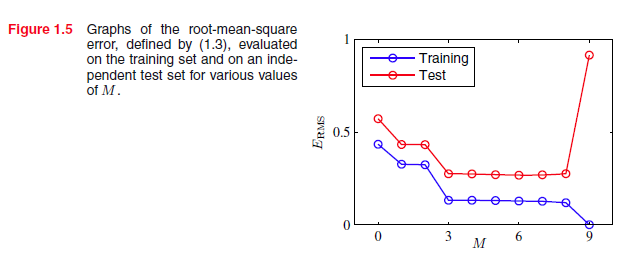 Figure 1.5 Graphs of the root-mean-square
error, defined by (1.3), evaluated
on the training set and on an inde-
pendent test set for various values
of M.
1
Training
Test
0.5
ERMS
0
0 3 6 9
M